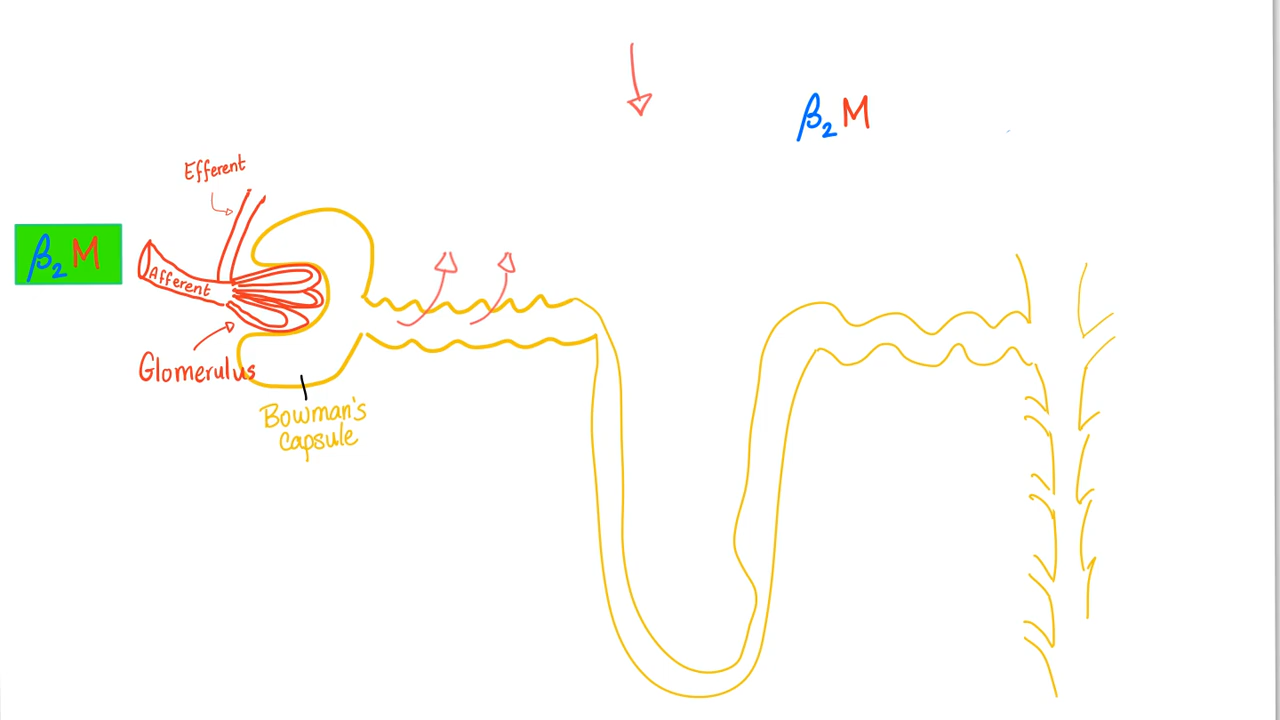 β₂M
Efferent
β₂M
Afferent
Glomerulus
Bowman's
Capsule